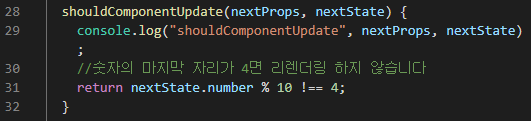 28 shouldComponentUpdate(nextProps, nextState) {
29 console.log("shouldComponentUpdate", nextProps, nextState)
;
30 //숫자의 마지막 자리가 4면 리렌더링 하지 않습니다
31 return nextState.number % 10 !== 4;
32 }